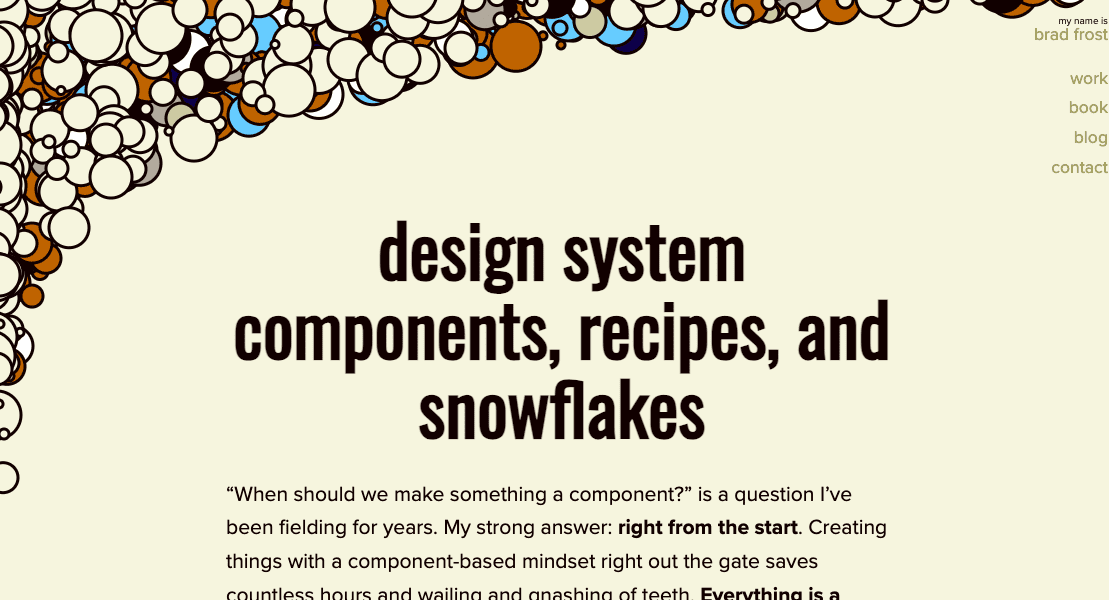 my name is
brad frost
work
book
blog
contact
design system
components, recipes, and
snowflakes
“When should we make something a component?” is a question I’ve
been fielding for years. My strong answer: right from the start. Creating
things with a component-based mindset right out the gate saves
countless hours and wailing and gnashing of teeth. Everything is a